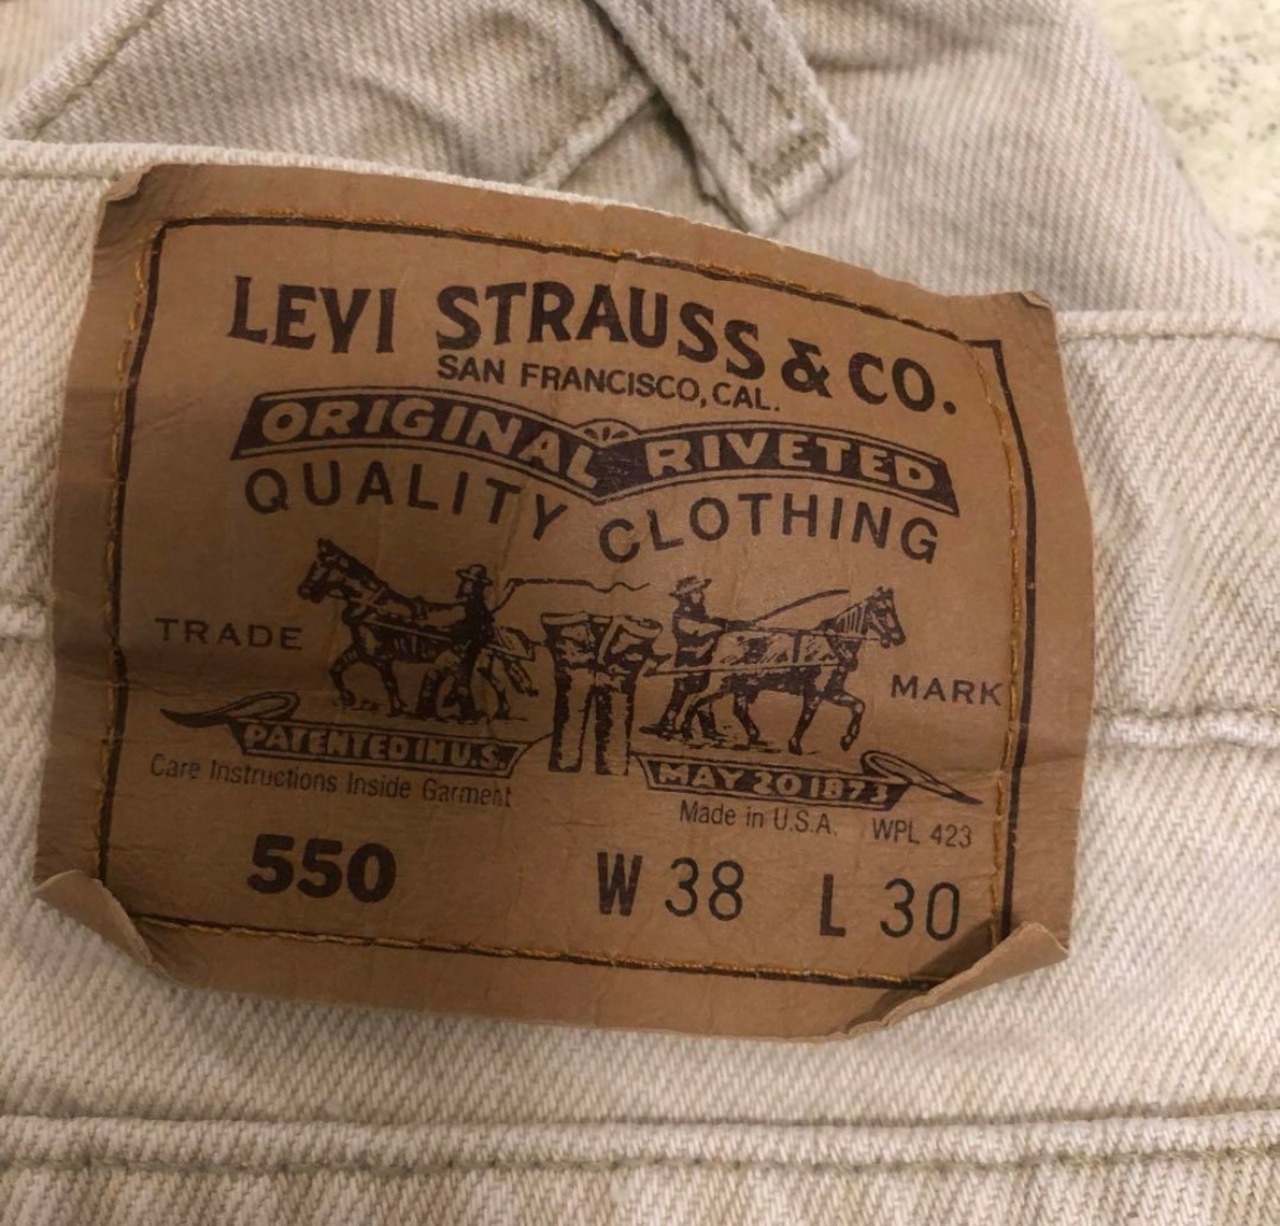 LEVI STRAUSS & CO.
SAN FRANCISCO, CAL.
ORIGINAL RIVETED
QUALITY CLOTHING
TRADE MARK
PATENTED IN U.S. MAY 20 1873
Care Instructions Inside Garment
Made in U.S.A. WPL 423
550 W 38 L 30